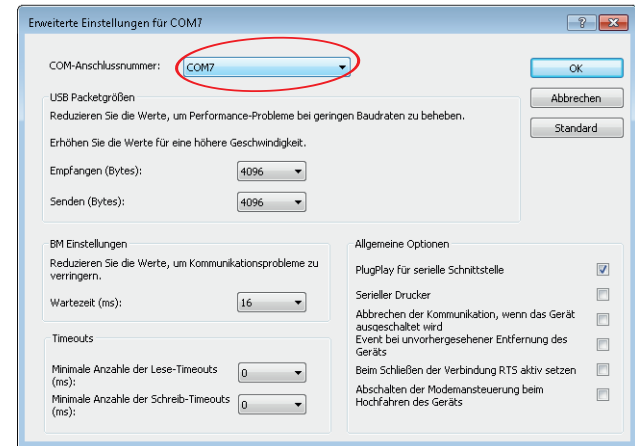 Erweiterte Einstellungen für COM7
COM-Anschlussnummer: COM7
OK
USB Packetgrößen
Abbrechen
Reduzieren Sie die Werte, um Performance-Probleme bei geringen Baudraten zu beheben.
Standard
Erhöhen Sie die Werte für eine höhere Geschwindigkeit.
Empfangen (Bytes): 4096
Senden (Bytes): 4096
BM Einstellungen
Reduzieren Sie die Werte, um Kommunikationsprobleme zu
verringern.
Wartezeit (ms): 16
Timeouts
Minimale Anzahle der Lese-Timeouts
(ms):
0
Minimale Anzahle der Schreib-Timeouts
(ms):
0
Allgemeine Optionen
PlugPlay für serielle Schnittstelle
Serieller Drucker
Abbrechen der Kommunikation, wenn das Gerät
ausgeschaltet wird
Event bei unvorhergesehener Entfernung des
Geräts
Beim Schließen der Verbindung RTS aktiv setzen
Abschalten der Modemansteuerung beim
Hochfahren des Geräts